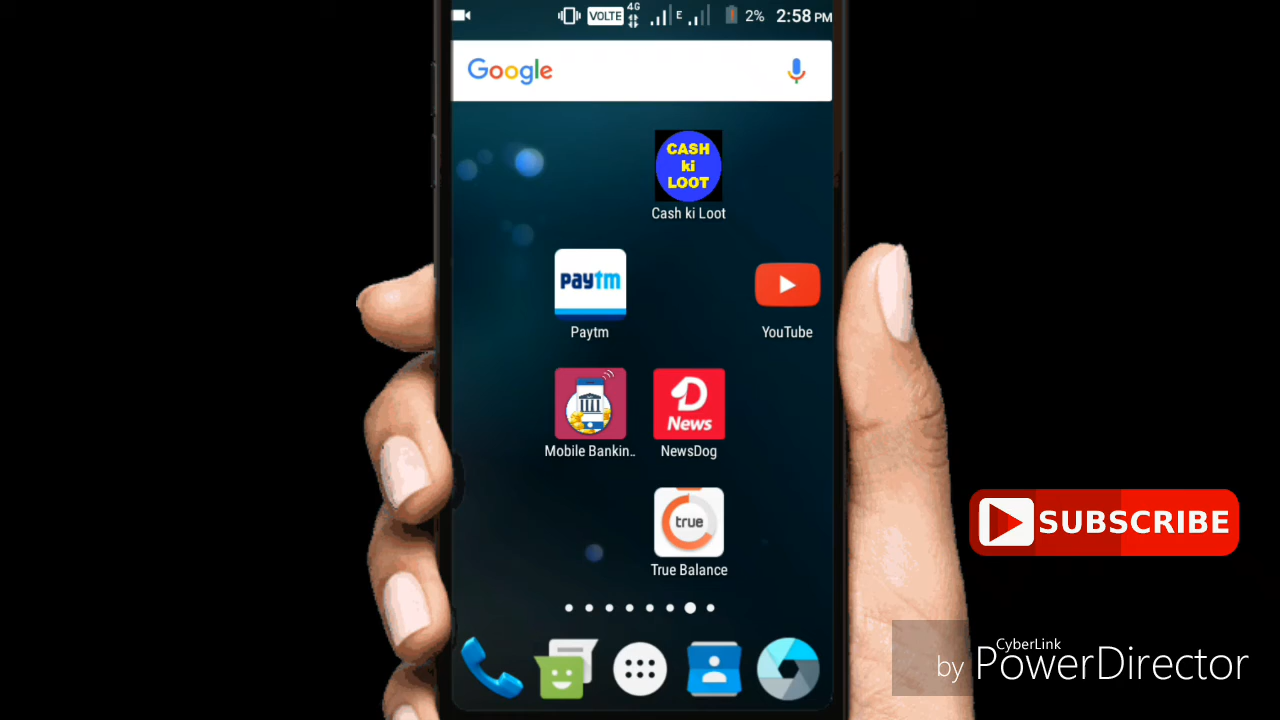 VOLTE 4G E 2% 2:58 PM
Google
CASH
ki
LOOT
Cash ki Loot
Paytm
Paytm
YouTube
D
News
Mobile Bankin..
NewsDog
true
True Balance
SUBSCRIBE
CyberLink
by PowerDirector